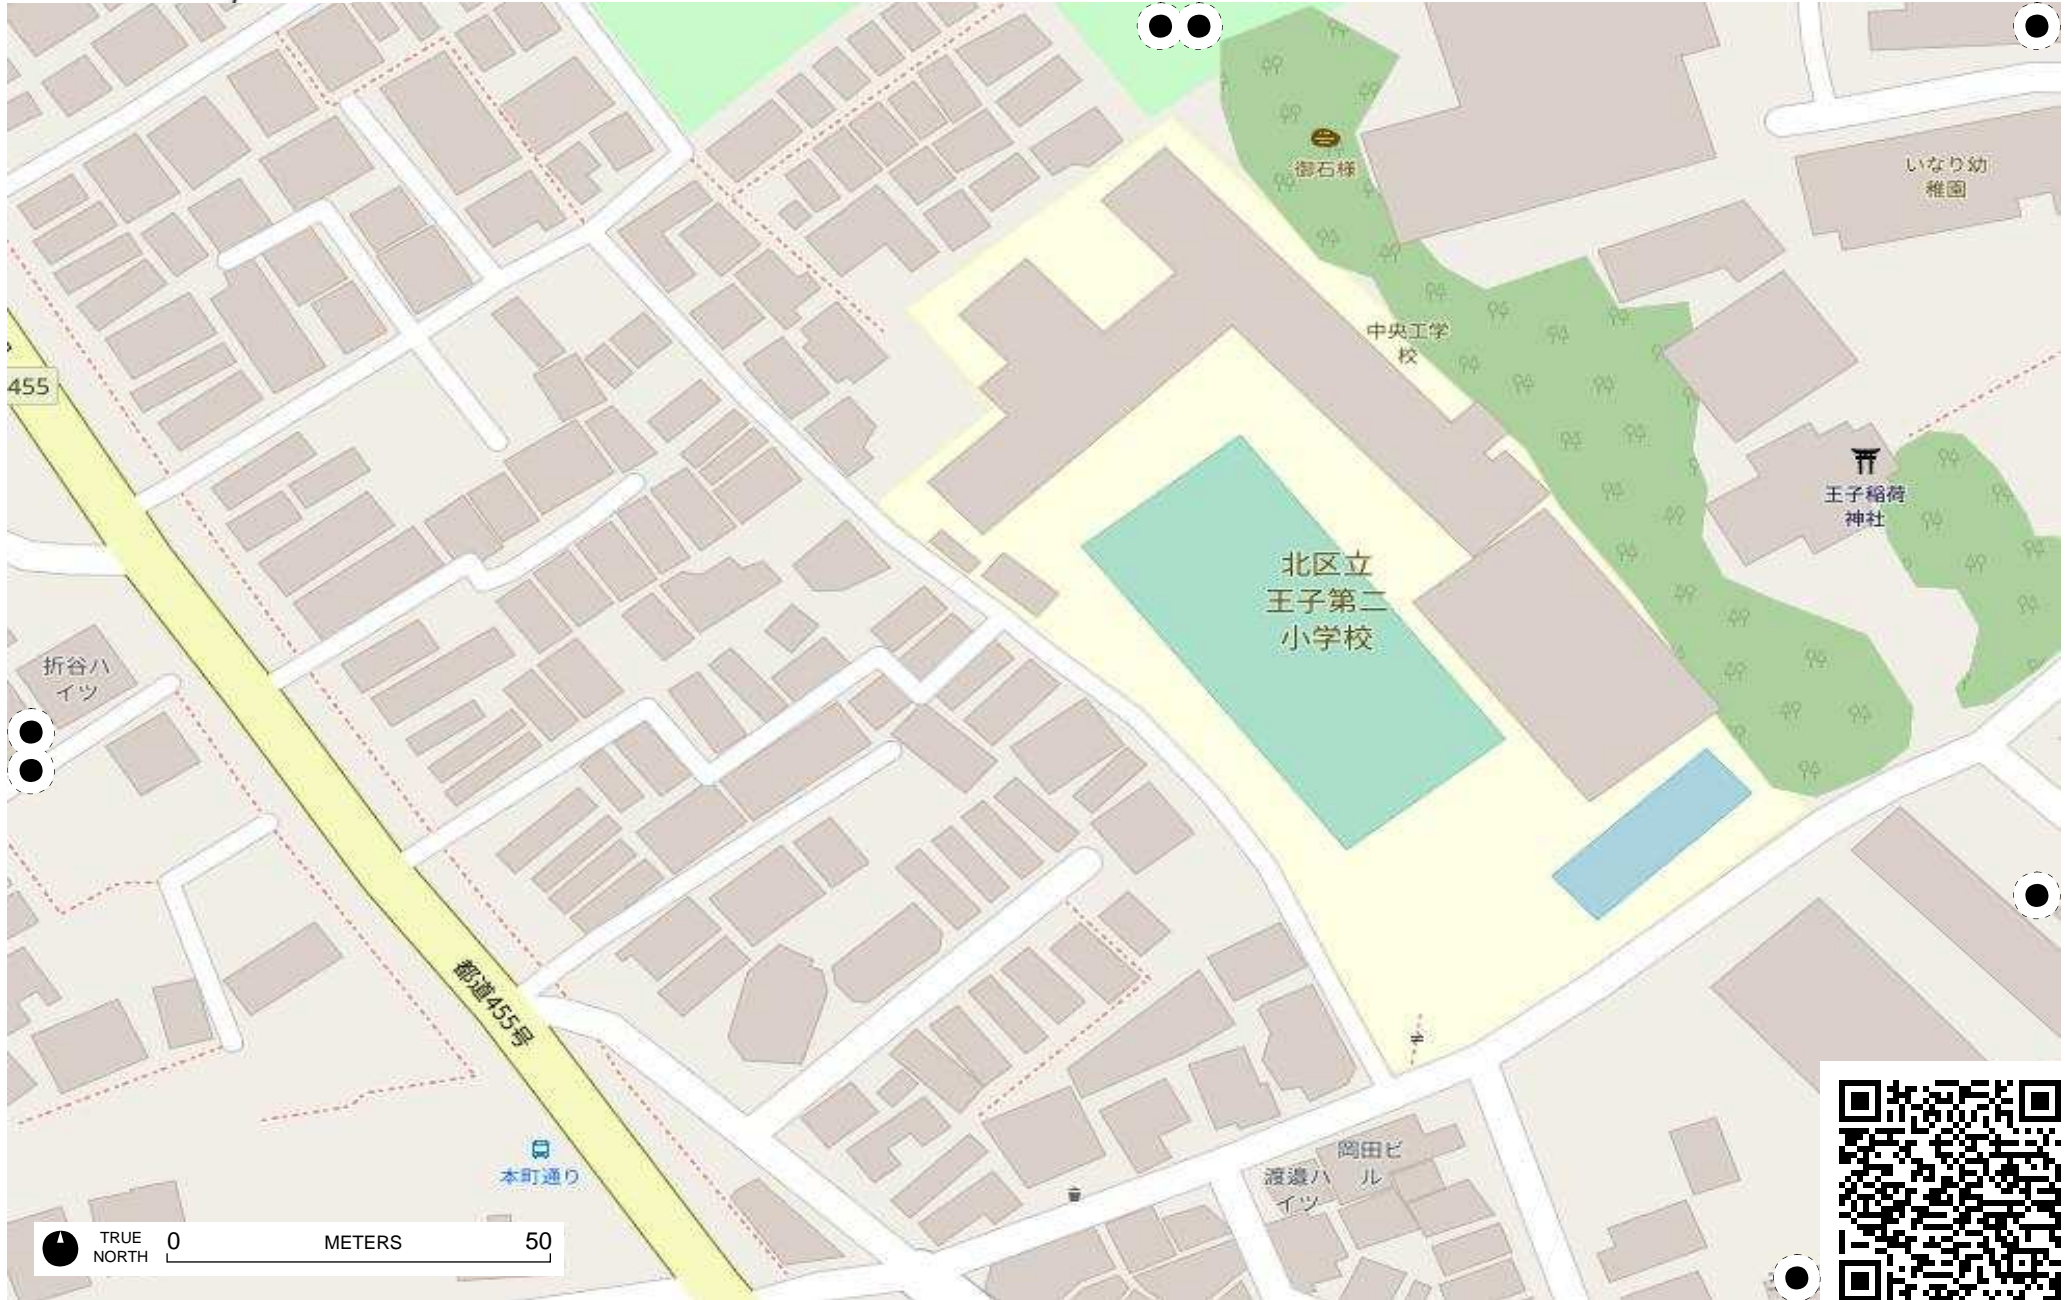 いなり幼
稚園
御石様
中央工学
校
455
王子稲荷
神社
北区立
王子第二
小学校
折谷ハ
イツ
都道455号
本町通り
岡田ビ
ル
渡邉ハ
イツ
TRUE
NORTH
0
METERS
50